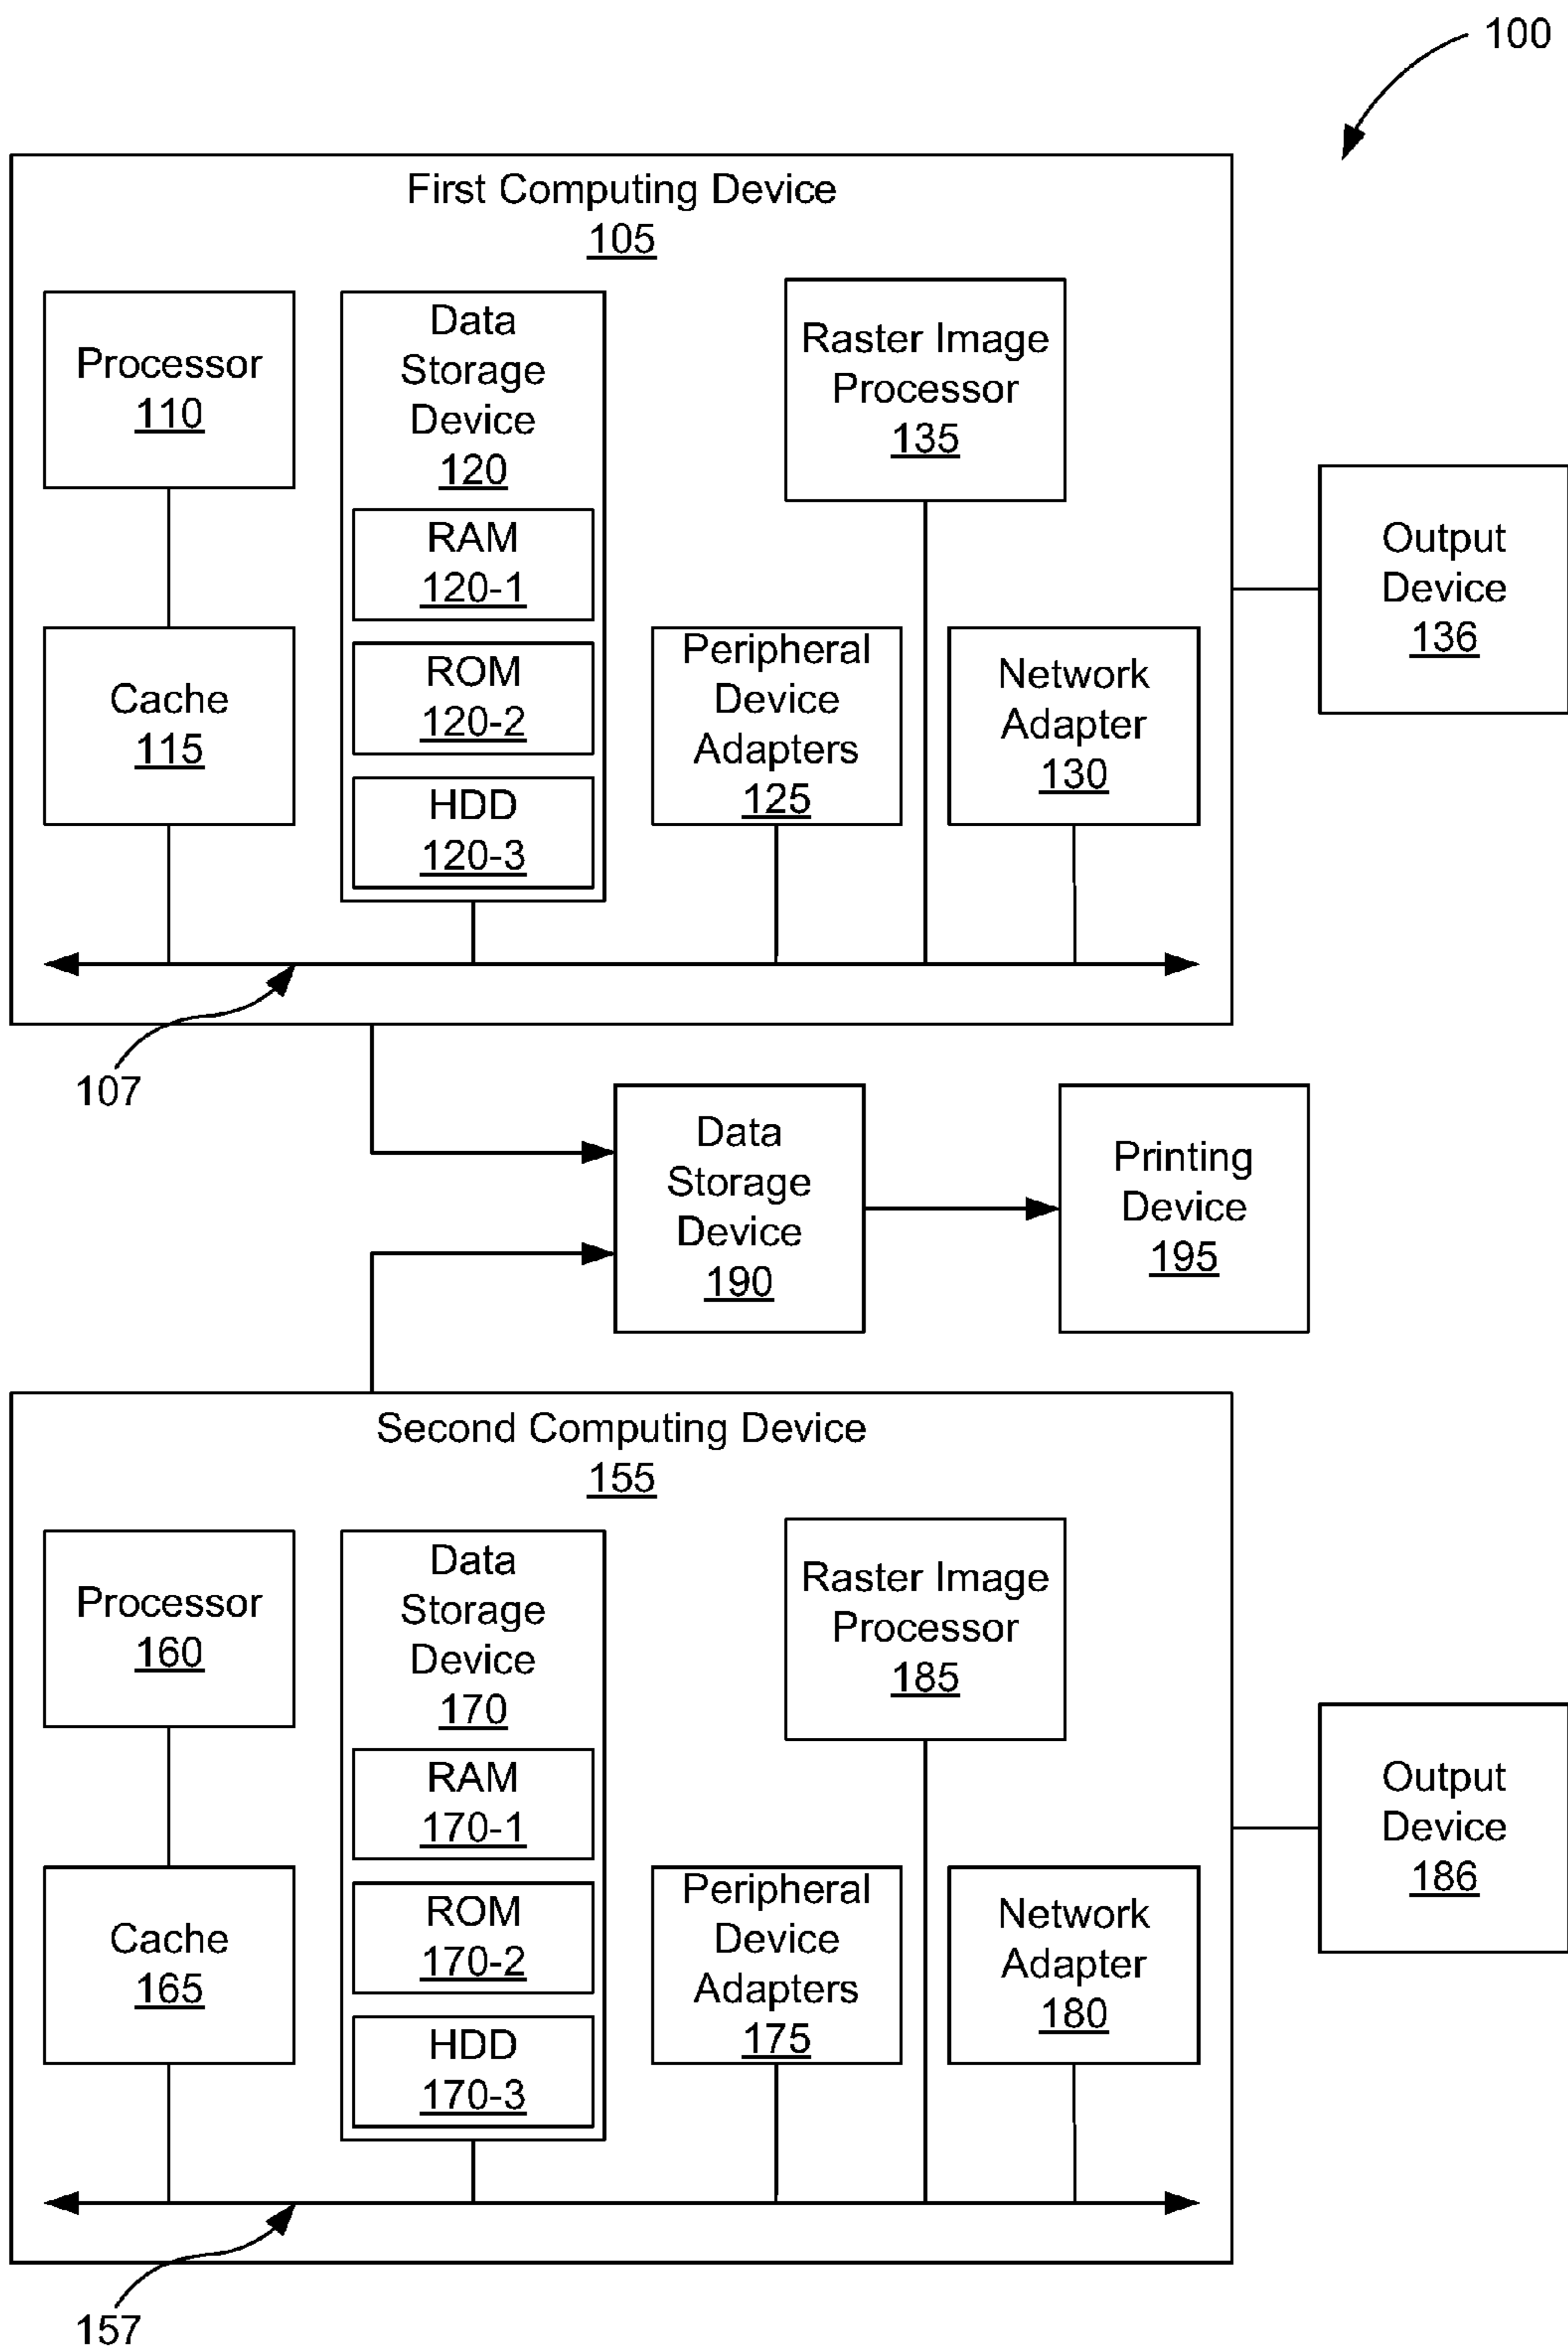 100
First Computing Device
105
Processor
110
Data
Storage
Device
120
RAM
120-1
ROM
120-2
HDD
120-3
Raster Image
Processor
135
Cache
115
Peripheral
Device
Adapters
125
Network
Adapter
130
Output
Device
136
107
Data
Storage
Device
190
Printing
Device
195
Second Computing Device
155
Processor
160
Data
Storage
Device
170
RAM
170-1
ROM
170-2
HDD
170-3
Raster Image
Processor
185
Cache
165
Peripheral
Device
Adapters
175
Network
Adapter
180
Output
Device
186
157